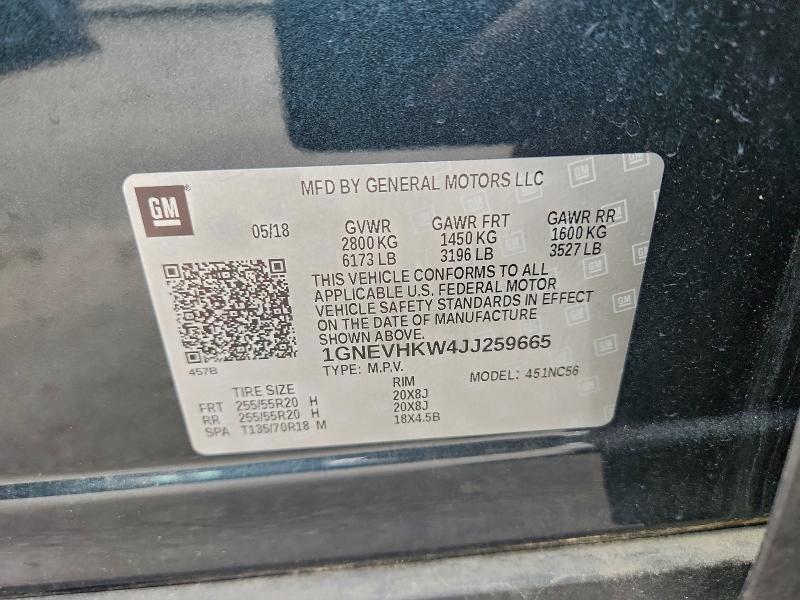 MFD BY GENERAL MOTORS LLC
GM
05/18 GVWR GAWR FRT GAWR RR
2800 KG 1450 KG 1600 KG
6173 LB 3196 LB 3527 LB
THIS VEHICLE CONFORMS TO ALL
APPLICABLE U.S. FEDERAL MOTOR
VEHICLE SAFETY STANDARDS IN EFFECT
ON THE DATE OF MANUFACTURE
SHOWN ABOVE.
1GNEVHKW4JJ259665
457B
TYPE: M.P.V. MODEL: 451NC56
TIRE SIZE RIM
FRT 255/55R20 H 20X8J
RR 255/55R20 H 20X8J
SPA T135/70R18 M 18X4.5B